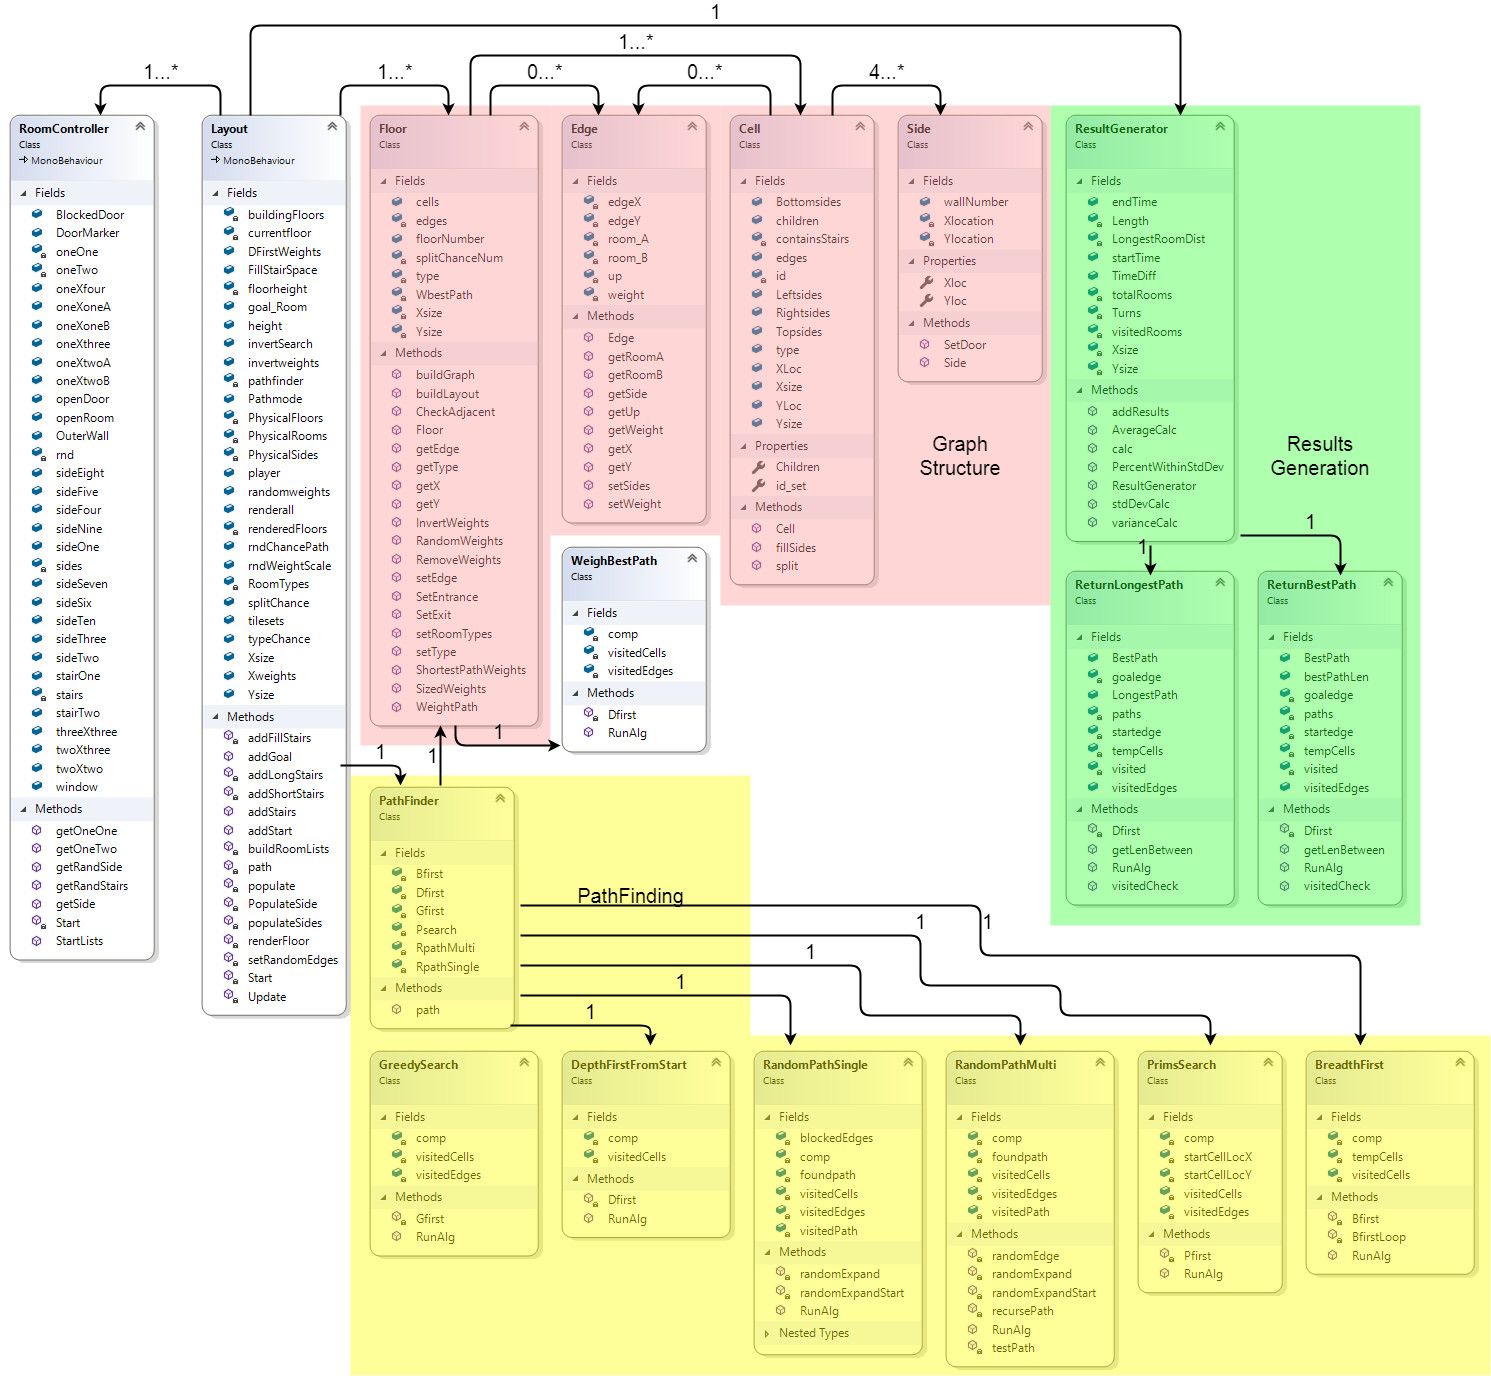 1
1...*
1...*
1...*
0...*
0...*
4...*
RoomController
Class
MonoBehaviour
Fields
BlockedDoor
DoorMarker
oneOne
oneTwo
oneXfour
oneXoneA
oneXoneB
oneXthree
oneXtwoA
oneXtwoB
openDoor
openRoom
OuterWall
rnd
sideEight
sideFive
sideFour
sideNine
sideOne
sides
sideSeven
sideSix
sideTen
sideThree
sideTwo
stairOne
stairs
stairTwo
threeXthree
twoXthree
twoXtwo
window
Methods
getOneOne
getOneTwo
getRandSide
getRandStairs
getSide
Start
StartLists
Layout
Class
MonoBehaviour
Fields
buildingFloors
currentfloor
DFirstWeights
FillStairSpace
floorheight
goal_Room
height
invertSearch
invertweights
pathfinder
Pathmode
PhysicalFloors
PhysicalRooms
PhysicalSides
player
randomweights
renderall
renderedFloors
rndChancePath
rndWeightScale
RoomTypes
splitChance
tilesets
typeChance
Xsize
Xweights
Ysize
Methods
addFillStairs
addGoal
addLongStairs
addShortStairs
addStairs
addStart
buildRoomLists
path
populate
PopulateSide
populateSides
renderFloor
setRandomEdges
Start
Update
Floor
Class
Fields
cells
edges
floorNumber
splitChanceNum
type
WbestPath
Xsize
Ysize
Methods
buildGraph
buildLayout
CheckAdjacent
Floor
getEdge
getType
getX
getY
InvertWeights
RandomWeights
RemoveWeights
setEdge
SetEntrance
SetExit
setRoomTypes
setType
ShortestPathWeights
SizedWeights
WeightPath
Edge
Class
Fields
edgeX
edgeY
room_A
room_B
up
weight
Methods
Edge
getRoomA
getRoomB
getSide
getUp
getWeight
getX
getY
setSides
setWeight
WeighBestPath
Class
Fields
comp
visitedCells
visitedEdges
Methods
Dfirst
RunAlg
Cell
Class
Fields
Bottomsides
children
containsStairs
edges
id
Leftsides
Rightsides
Topsides
type
XLoc
Xsize
YLoc
Ysize
Properties
Children
id_set
Methods
Cell
fillSides
split
Side
Class
Fields
wallNumber
Xlocation
Ylocation
Properties
Xloc
Yloc
Methods
SetDoor
Side
Graph
Structure
ResultGenerator
Class
Fields
endTime
Length
LongestRoomDist
startTime
TimeDiff
totalRooms
Turns
visitedRooms
Xsize
Ysize
Methods
addResults
AverageCalc
calc
PercentWithinStdDev
ResultGenerator
stdDevCalc
varianceCalc
Results
Generation
1
1
ReturnLongestPath
Class
Fields
BestPath
goaledge
LongestPath
paths
startedge
tempCells
visited
visitedEdges
Methods
Dfirst
getLenBetween
RunAlg
visitedCheck
ReturnBestPath
Class
Fields
BestPath
bestPathLen
goaledge
paths
startedge
tempCells
visited
visitedEdges
Methods
Dfirst
getLenBetween
RunAlg
visitedCheck
1
1
1
PathFinder
Class
Fields
Bfirst
Dfirst
Gfirst
Psearch
RpathMulti
RpathSingle
Methods
path
PathFinding
1
1
1
1
1
GreedySearch
Class
Fields
comp
visitedCells
visitedEdges
Methods
Gfirst
RunAlg
DepthFirstFromStart
Class
Fields
comp
visitedCells
Methods
Dfirst
RunAlg
RandomPathSingle
Class
Fields
blockedEdges
comp
foundpath
visitedCells
visitedEdges
visitedPath
Methods
randomExpand
randomExpandStart
RunAlg
Nested Types
RandomPathMulti
Class
Fields
comp
foundpath
visitedCells
visitedEdges
visitedPath
Methods
randomEdge
randomExpand
randomExpandStart
recursePath
RunAlg
testPath
PrimsSearch
Class
Fields
comp
startCellLocX
startCellLocY
visitedCells
visitedEdges
Methods
Pfirst
RunAlg
BreadthFirst
Class
Fields
comp
tempCells
visitedCells
Methods
Bfirst
BfirstLoop
RunAlg